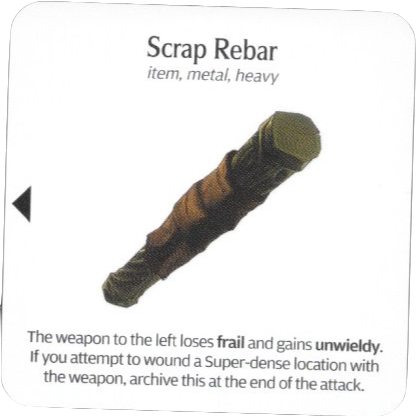 Scrap Rebar
item, metal, heavy
The weapon to the left loses frail and gains unwieldy.
If you attempt to wound a Super-dense location with
the weapon, archive this at the end of the attack.